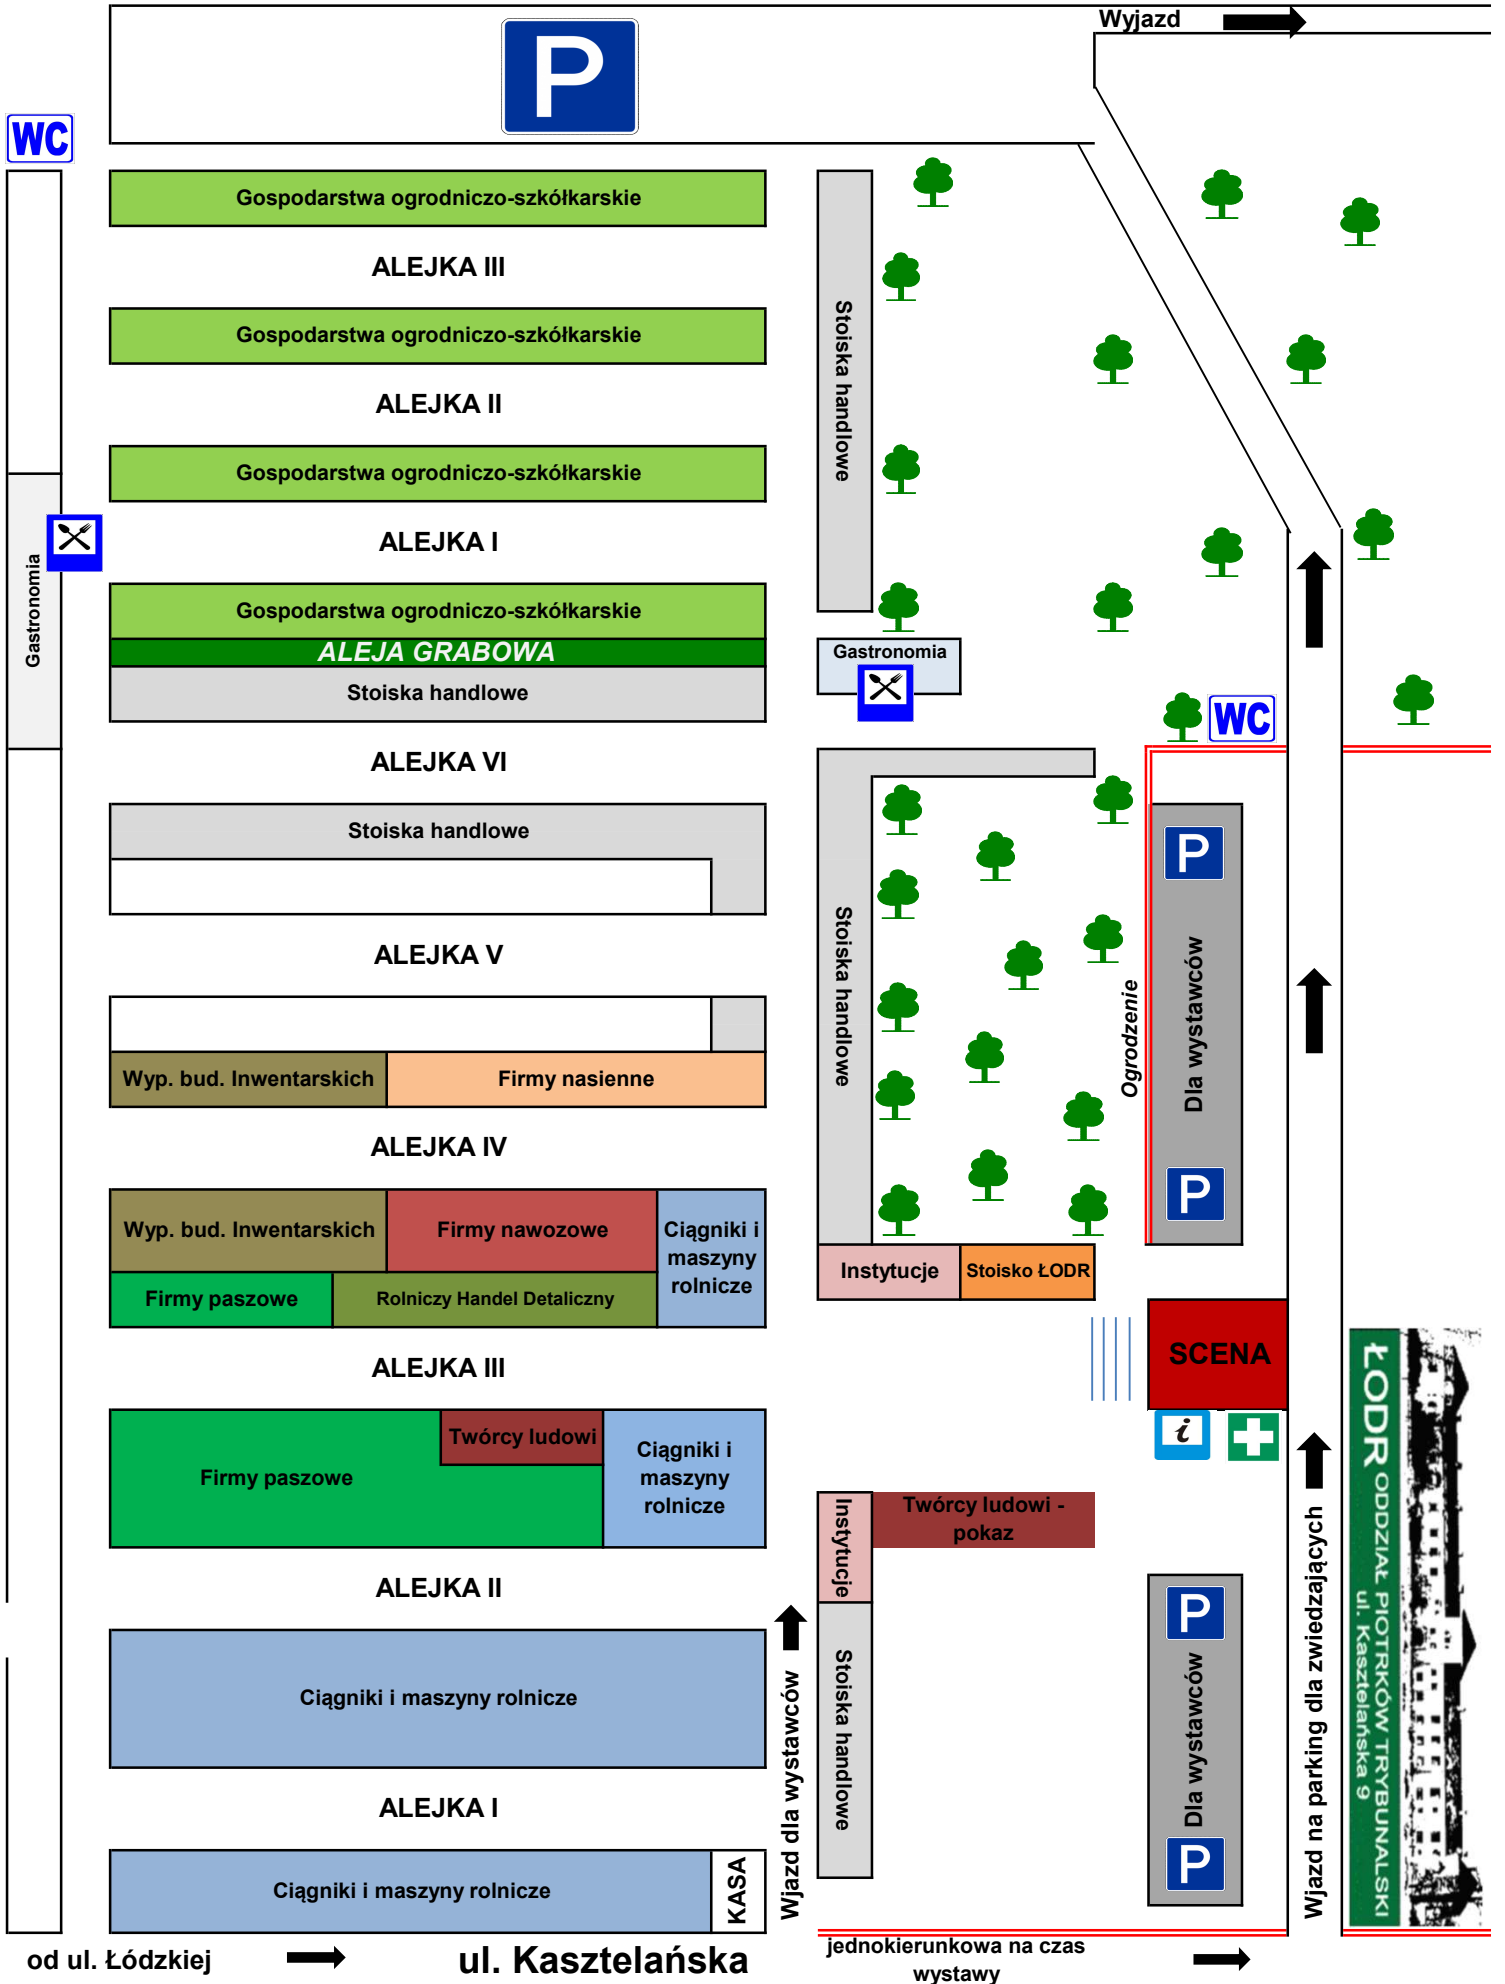 Wyjazd
P
WC
Gospodarstwa ogrodniczo-szkółkarskie
ALEJKA III
Gospodarstwa ogrodniczo-szkółkarskie
ALEJKA II
Gospodarstwa ogrodniczo-szkółkarskie
ALEJKA I
Gospodarstwa ogrodniczo-szkółkarskie
ALEJA GRABOWA
Stoiska handlowe
Gastronomia
Stoiska handlowe
Gastronomia
WC
ALEJKA VI
Stoiska handlowe
ALEJKA V
Wyp. bud. Inwentarskich
Firmy nasienne
ALEJKA IV
Stoiska handlowe
Ogrodzenie
P
Dla wystawców
P
Wyp. bud. Inwentarskich
Firmy nawozowe
Ciągniki i
maszyny
rolnicze
Firmy paszowe
Rolniczy Handel Detaliczny
Instytucje
Stoisko ŁODR
ALEJKA III
SCENA
i
Firmy paszowe
Twórcy ludowi
Ciągniki i
maszyny
rolnicze
Instytucje
Twórcy ludowi -
pokaz
ALEJKA II
Ciągniki i maszyny rolnicze
ALEJKA I
Ciągniki i maszyny rolnicze
KASA
Wjazd dla wystawców
Stoiska handlowe
P
Dla wystawców
P
Wjazd na parking dla zwiedzających
ŁODR ODDZIAŁ PIOTRKÓW TRYBUNALSKI
ul. Kasztelańska 9
od ul. Łódzkiej
ul. Kasztelańska
jednokierunkowa na czas
wystawy